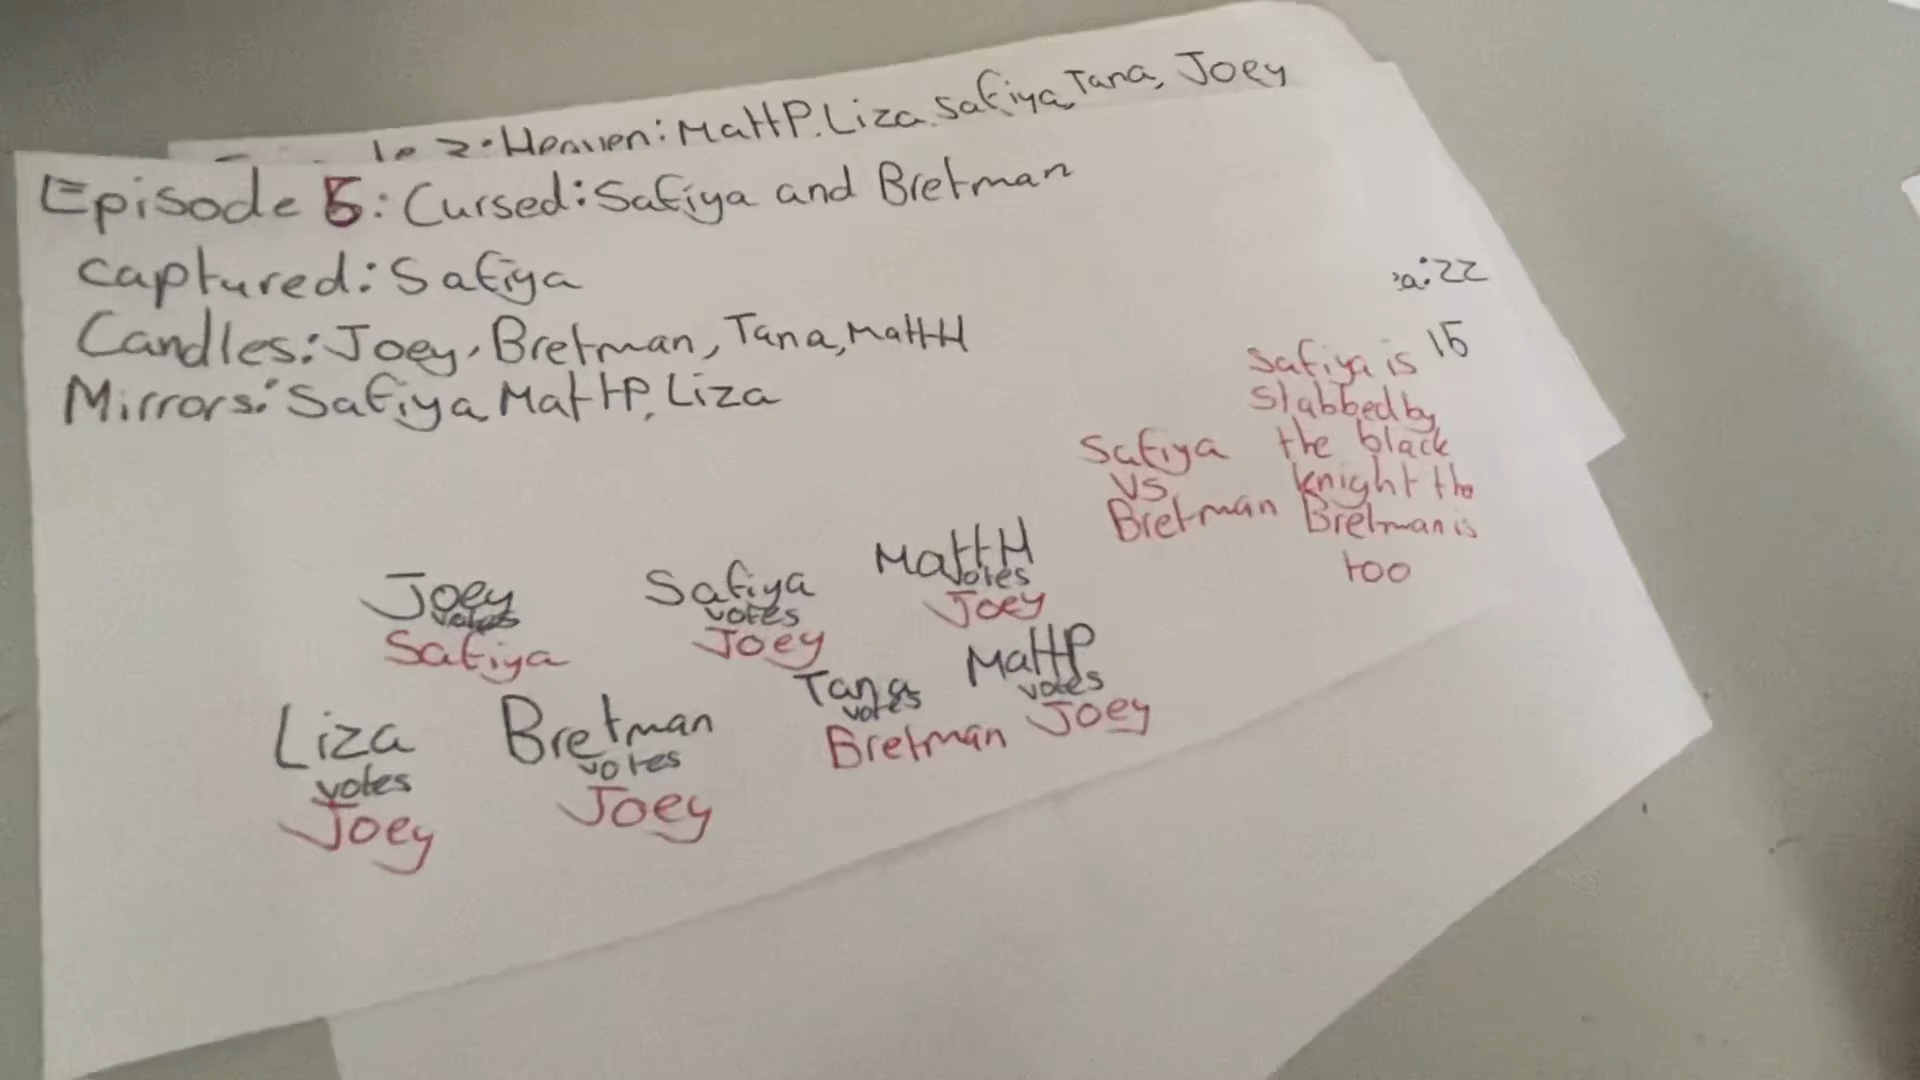 2: Heaven: MattP. Liza. Safiya, Tana, Joey
Episode 5: Cursed: Safiya and Bretman
captured: Safiya
Candles: Joey, Bretman, Tana, MattH
Mirrors: Safiya MattP, Liza
a:22
15
Safiya is
Stabbed by
the black
knight the
Bretman is
too
Safiya
VS
Bretman
Joey
votes
Safiya
Safiya
votes
Joey
MattH
votes
Joey
Liza
votes
Joey
Bretman
votes
Joey
Tana
votes
Bretman
MattP
votes
Joey